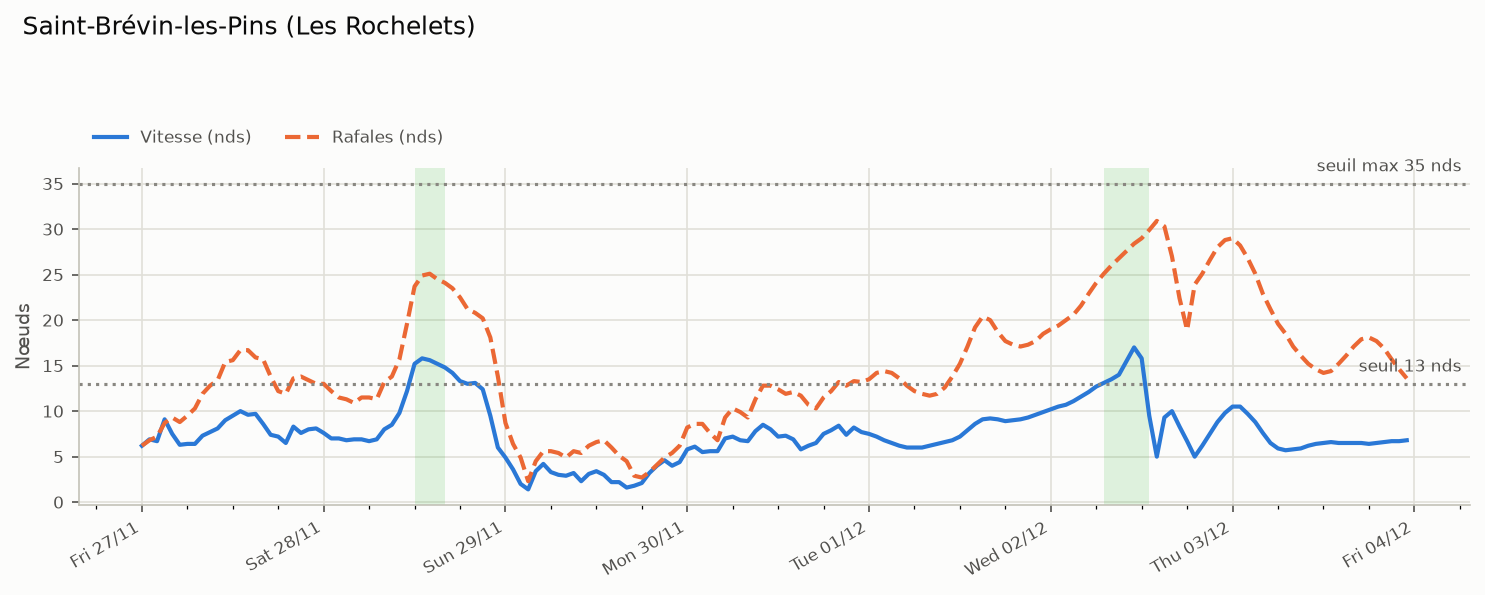 Saint-Brévin-les-Pins (Les Rochelets)
Vitesse (nds)
Rafales (nds)
seuil max 35 nds
seuil 13 nds
Nœuds
35
30
25
20
15
10
5
0
Fri 27/11
Sat 28/11
Sun 29/11
Mon 30/11
Tue 01/12
Wed 02/12
Thu 03/12
Fri 04/12